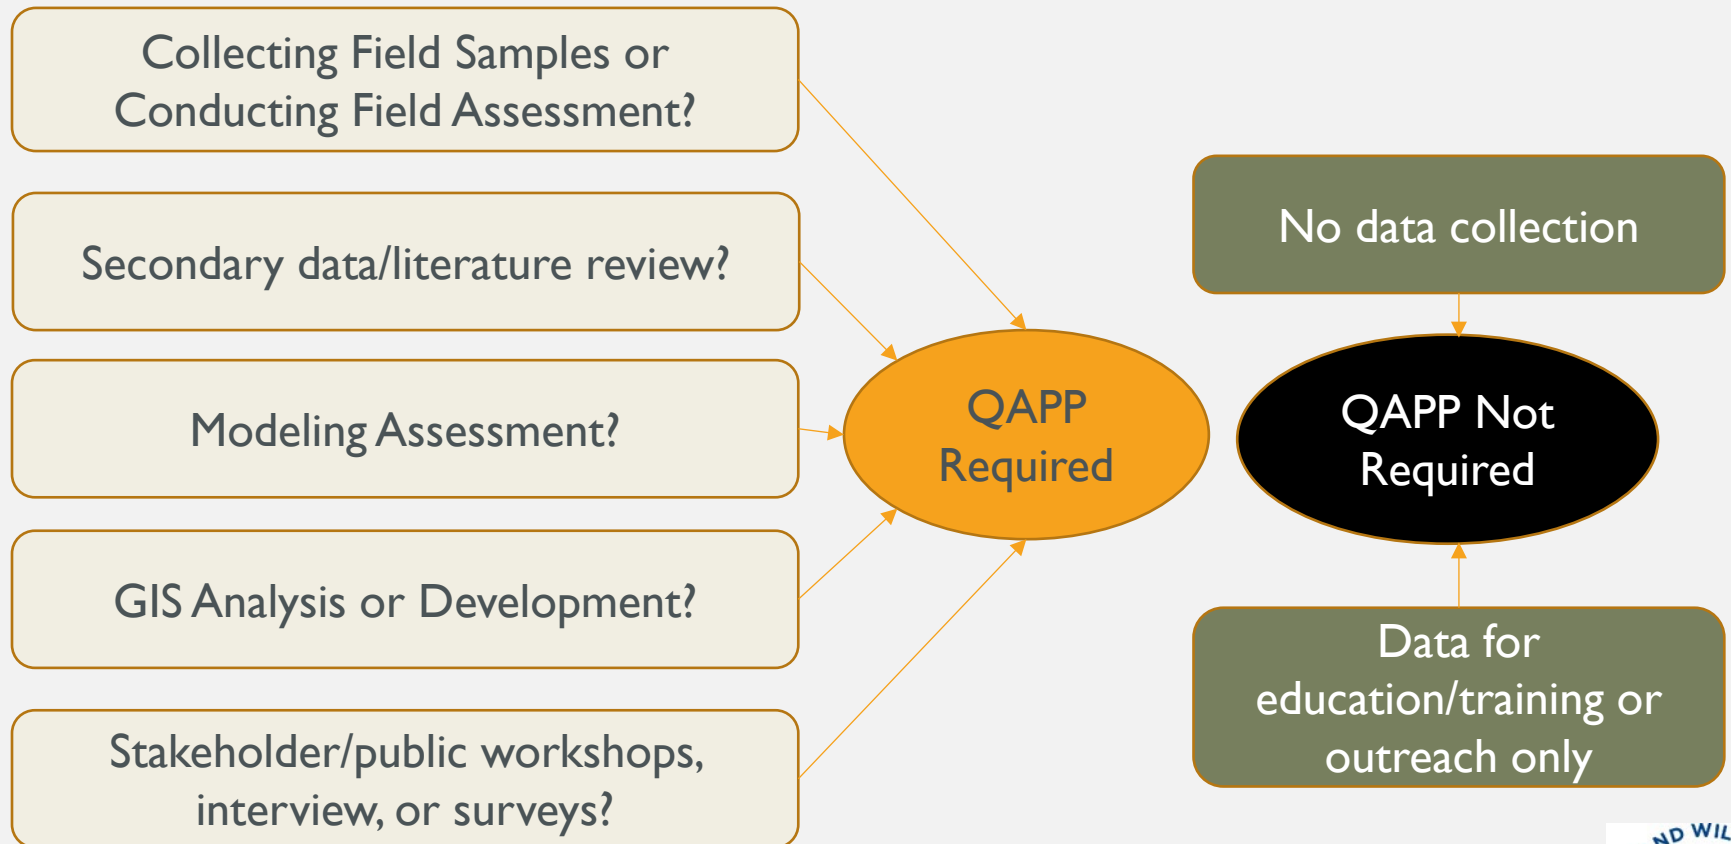 Collecting Field Samples or
Conducting Field Assessment?
Secondary data/literature review?
Modeling Assessment?
GIS Analysis or Development?
Stakeholder/public workshops,
interview, or surveys?
QAPP
Required
No data collection
QAPP Not
Required
Data for
education/training or
outreach only